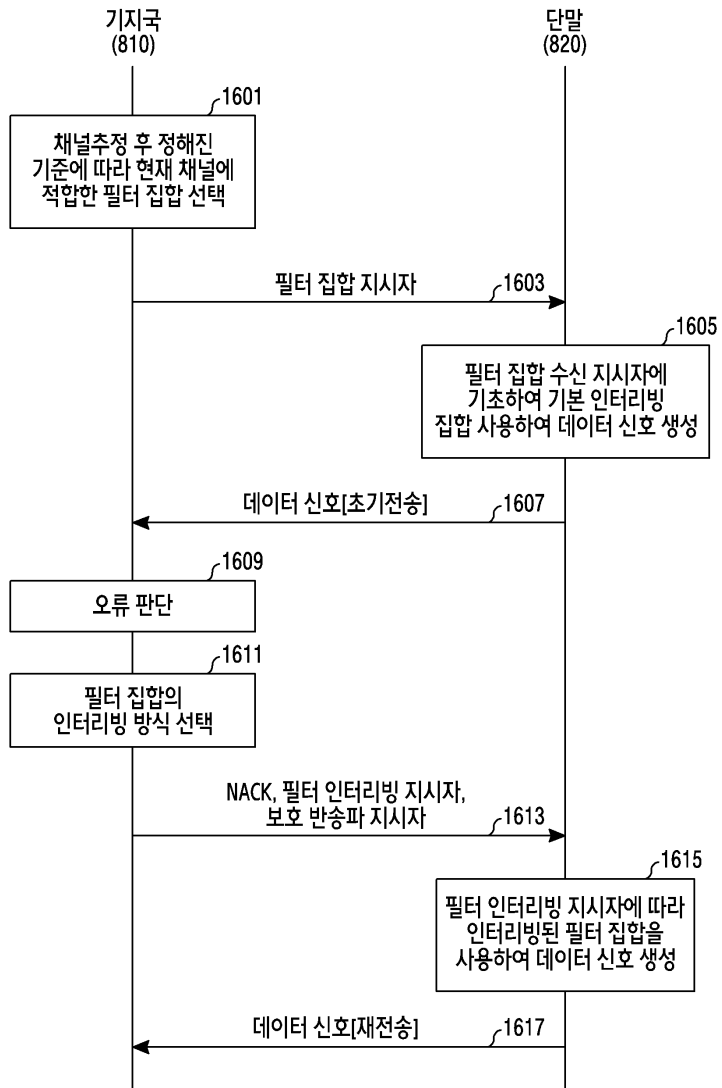 기지국
(810)
단말
(820)
1601
채널추정 후 정해진
기준에 따라 현재 채널에
적합한 필터 집합 선택
필터 집합 지시자
1603
1605
필터 집합 수신 지시자에
기초하여 기본 인터리빙
집합 사용하여 데이터 신호 생성
데이터 신호[초기전송]
1607
1609
오류 판단
1611
필터 집합의
인터리빙 방식 선택
NACK, 필터 인터리빙 지시자,
보호 반송파 지시자
1613
1615
필터 인터리빙 지시자에 따라
인터리빙된 필터 집합을
사용하여 데이터 신호 생성
데이터 신호[재전송]
1617